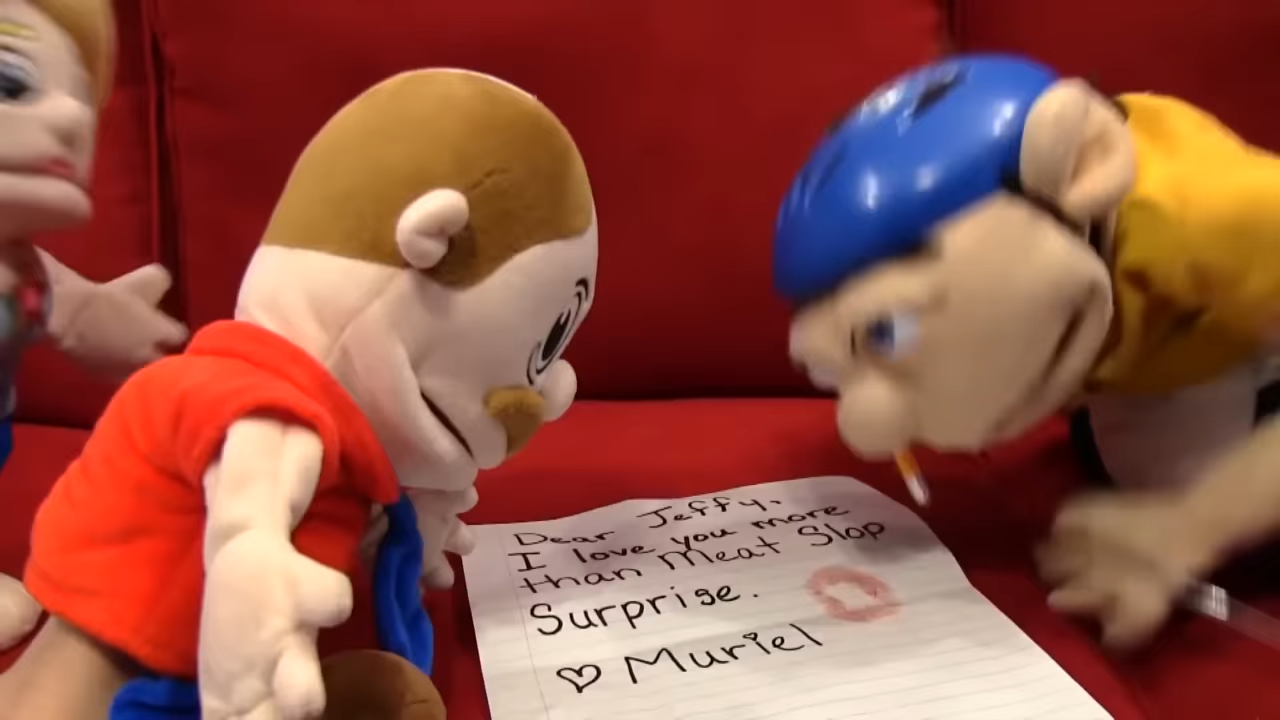 Dear Jeffy,
I love you more
than Meat Slop
Surprise.
♡ Muriel